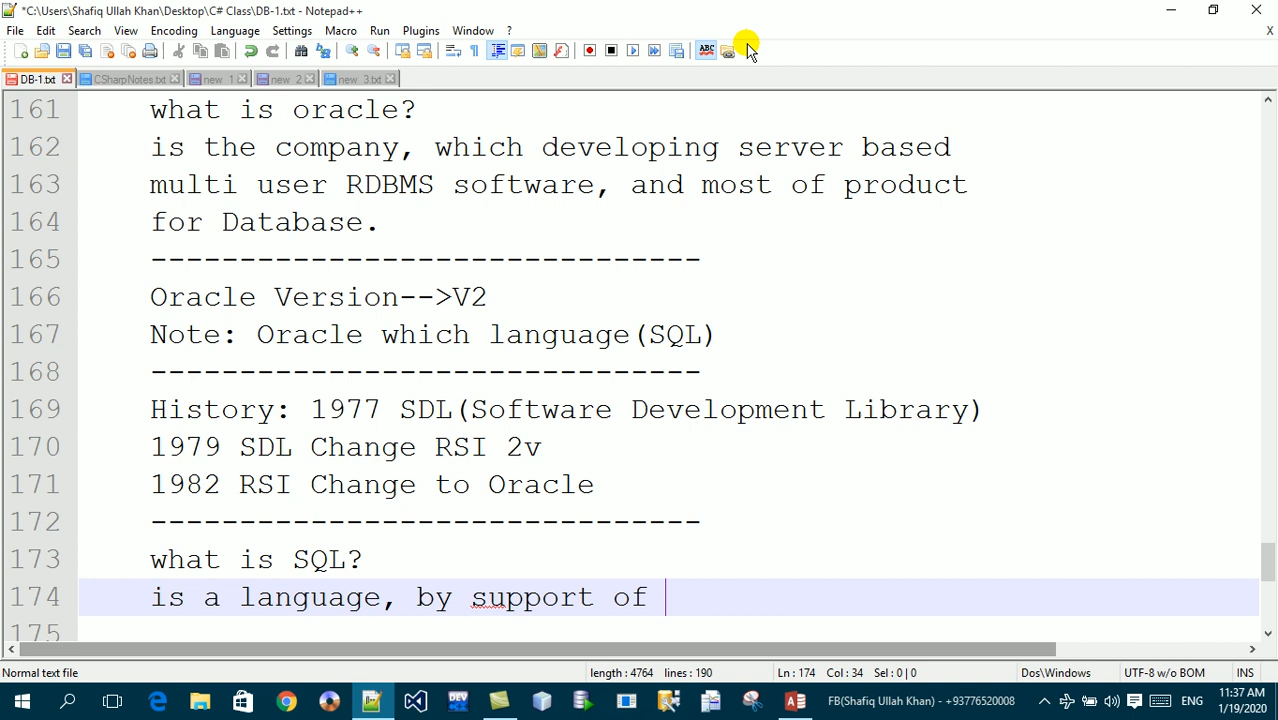 *C:\Users\Shafiq Ullah Khan\Desktop\C# Class\DB-1.txt - Notepad++
File Edit Search View Encoding Language Settings Macro Run Plugins Window ? X
ABC
DB-1.txt CSharpNotes.txt new 1 new 2 new 3.txt
161 what is oracle?
162 is the company, which developing server based
163 multi user RDBMS software, and most of product
164 for Database.
165 -------------------------------
166 Oracle Version-->V2
167 Note: Oracle which language(SQL)
168 -------------------------------
169 History: 1977 SDL(Software Development Library)
170 1979 SDL Change RSI 2v
171 1982 RSI Change to Oracle
172 -------------------------------
173 what is SQL?
174 is a language, by support of
175
Normal text file length : 4764 lines : 190 Ln : 174 Col : 34 Sel : 0 | 0 Dos\Windows UTF-8 w/o BOM INS
DEV FB(Shafiq Ullah Khan) - +93776520008 ENG 11:37 AM
1/19/2020